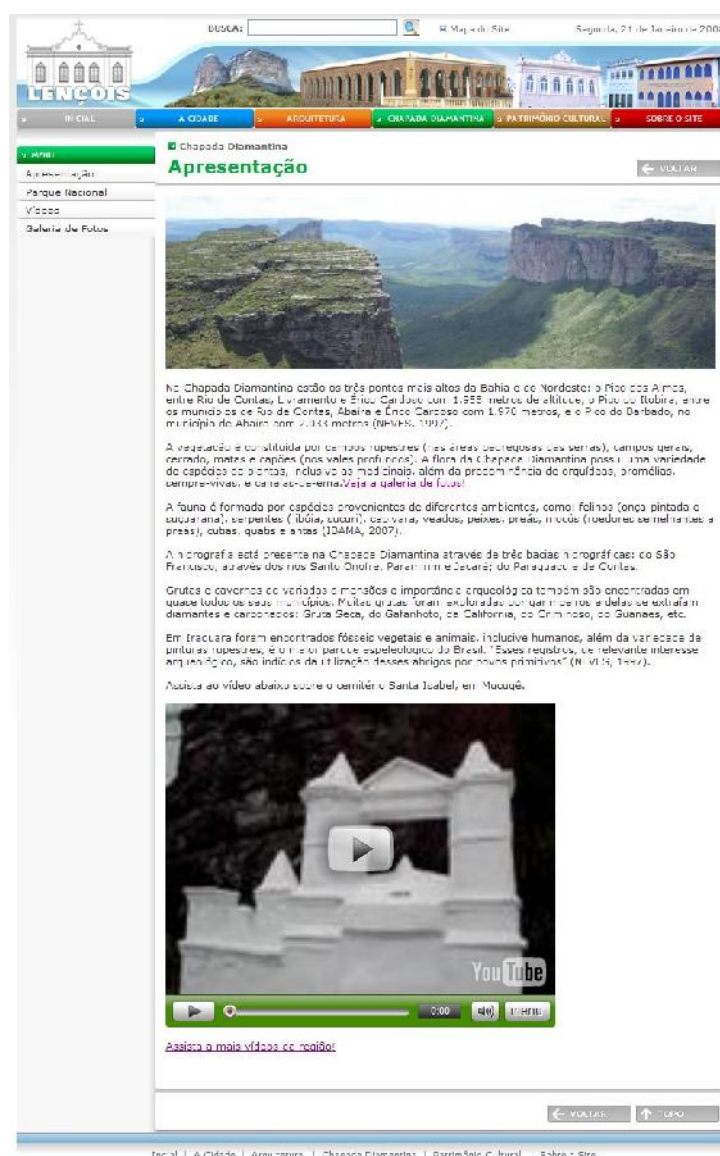 BUSCA:
Mapa do Site
Segunda, 21 de Janeiro de 2008
LENÇOIS
INICIAL
A CIDADE
ARQUITETURA
CHAPADA DIAMANTINA
PATRIMÔNIO CULTURAL
SOBRE O SITE
MENU
Apresentação
Parque Nacional
Vídeos
Galeria de Fotos
Chapada Diamantina
Apresentação
VOLTAR
Na Chapada Diamantina estão os três pontos mais altos da Bahia e do Nordeste: o Pico das Almas,
entre Rio de Contas, Livramento e Érico Cardoso com 1.958 metros de altitude, o Pico do Itobira, entre
os municípios de Rio de Contas, Abaíra e Érico Cardoso com 1.970 metros, e o Pico do Barbado, no
município de Abaíra com 2.033 metros (NEVES, 1997).
A vegetação é constituída por campos rupestres (nas áreas pedregosas das serras), campos gerais,
cerrado, matas e capões (nos vales profundos). A flora da Chapada Diamantina possui uma variedade
de espécies de plantas, inclusive as medicinais, além da predominância de orquídeas, bromélias,
sempre-vivas, e canelas-de-ema.Veja a galeria de fotos!
A fauna é formada por espécies provenientes de diferentes ambientes, como: felinos (onça-pintada e
suçuarana), serpentes (jibóia, sucuri), capivara, veados, peixes, preás, mocós (roedores semelhantes a
preás), cutias, quatis e antas (IBAMA, 2007).
A hidrografia está presente na Chapada Diamantina através de três bacias hidrográficas: do São
Francisco, através dos rios Santo Onofre, Paramirim e Jacaré; do Paraguaçu e de Contas.
Grutas e cavernas de variadas dimensões e importância arqueológica também são encontradas em
quase todos os seus municípios. Muitas grutas foram exploradas por garimpeiros e delas se extraíam
diamantes e carbonados: Gruta Seca, do Gafanhoto, da Califórnia, do Criminoso, do Guanaes, etc.
Em Iraquara foram encontrados fósseis vegetais e animais, inclusive humanos, além da variedade de
pinturas rupestres, é o maior parque espeleológico do Brasil. "Esses registros, de relevante interesse
arqueológico, são indícios da utilização desses abrigos por povos primitivos" (NEVES, 1997).
Assista ao vídeo abaixo sobre o cemitério Santa Isabel, em Mucugê.
YouTube
0:00
menu
Assista a mais vídeos da região!
VOLTAR
TOPO
Inicial | A Cidade | Arquitetura | Chapada Diamantina | Patrimônio Cultural | Sobre o Site